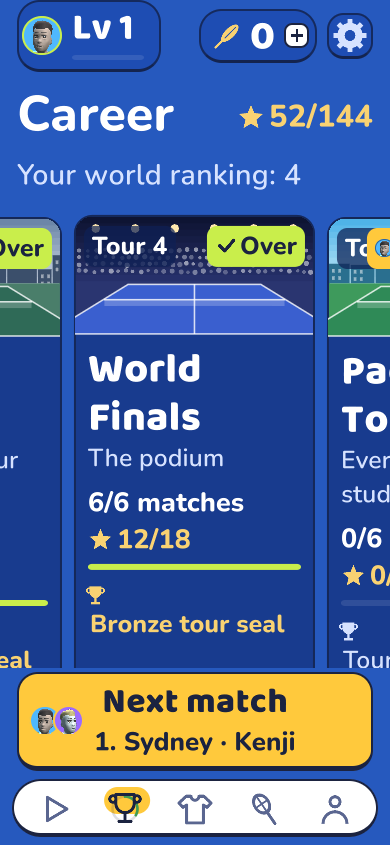 Lv 1
0
Career
52/144
Your world ranking: 4
Over
Tour 4
Over
World
Finals
The podium
6/6 matches
12/18
Bronze tour seal
0/6
Next match
1. Sydney · Kenji